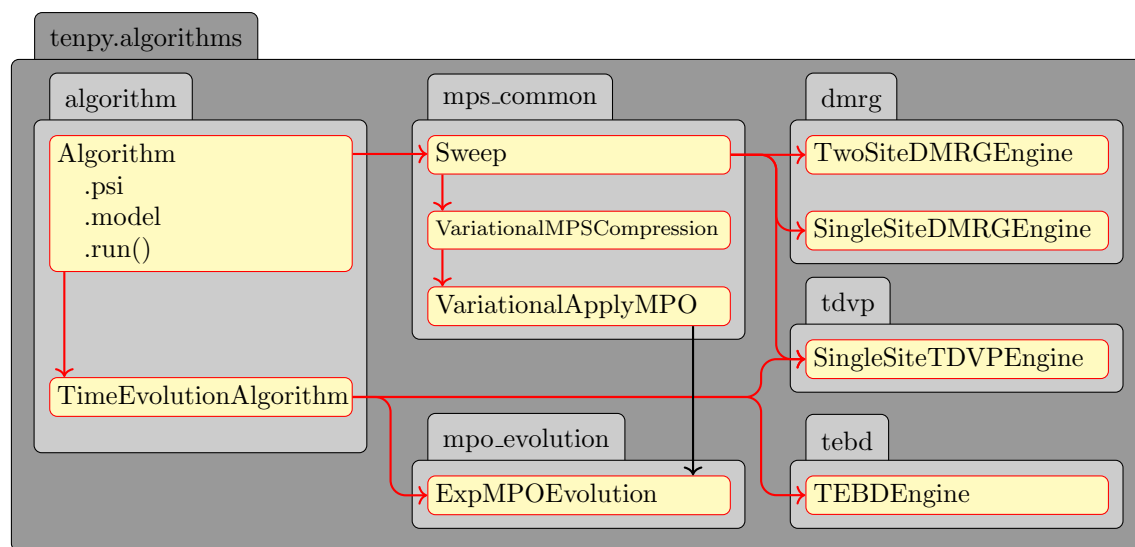 tenpy.algorithms
algorithm
Algorithm
.psi
.model
.run()
TimeEvolutionAlgorithm
mps_common
Sweep
VariationalMPSCompression
VariationalApplyMPO
mpo_evolution
ExpMPOEvolution
dmrg
TwoSiteDMRGEngine
SingleSiteDMRGEngine
tdvp
SingleSiteTDVPEngine
tebd
TEBDEngine